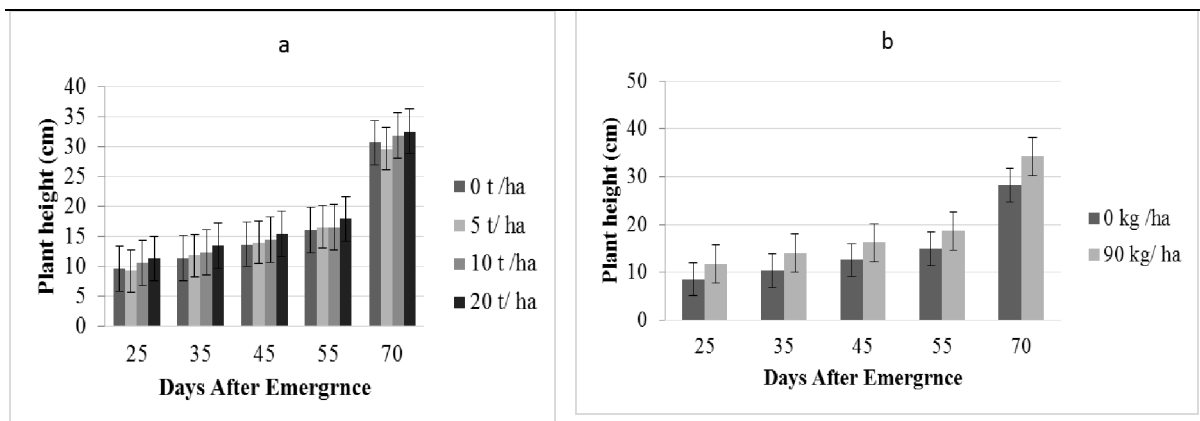 a
40
35
30
25
20
15
10
5
0
Plant height (cm)
25 35 45 55 70
Days After Emergrnce
0 t /ha
5 t/ ha
10 t /ha
20 t/ ha
b
50
40
30
20
10
0
Plant height (cm)
25 35 45 55 70
Days After Emergrnce
0 kg /ha
90 kg/ ha